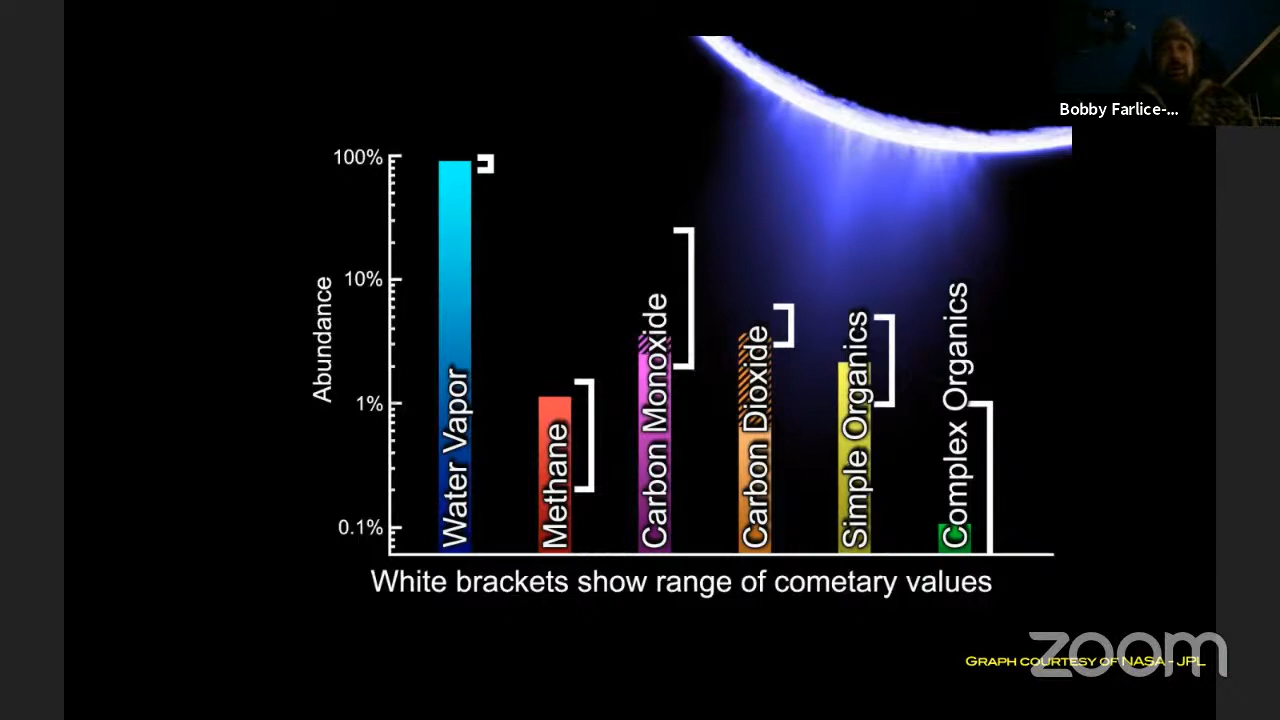 Bobby Farlice-...
100%
10%
1%
0.1%
Abundance
Water Vapor
Methane
Carbon Monoxide
Carbon Dioxide
Simple Organics
Complex Organics
White brackets show range of cometary values
zoom
GRAPH COURTESY OF NASA - JPL